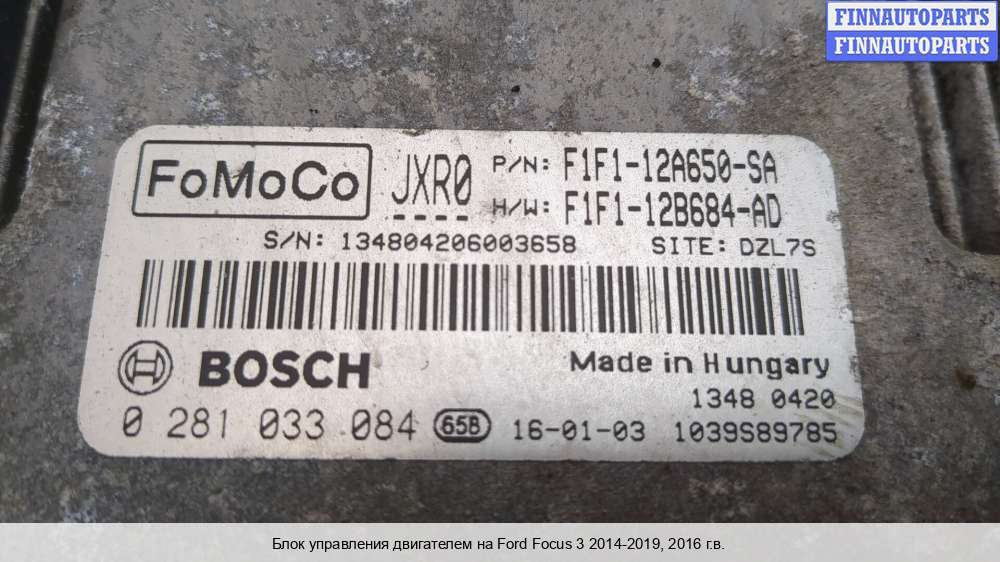 FINNAUTOPARTS
FINNAUTOPARTS
FoMoCo JXR0 P/N: F1F1-12A650-SA
H/W: F1F1-12B684-AD
S/N: 134804206003658 SITE: DZL7S
BOSCH Made in Hungary
1348 0420
0 281 033 084 65B 16-01-03 1039S89785
Блок управления двигателем на Ford Focus 3 2014-2019, 2016 г.в.